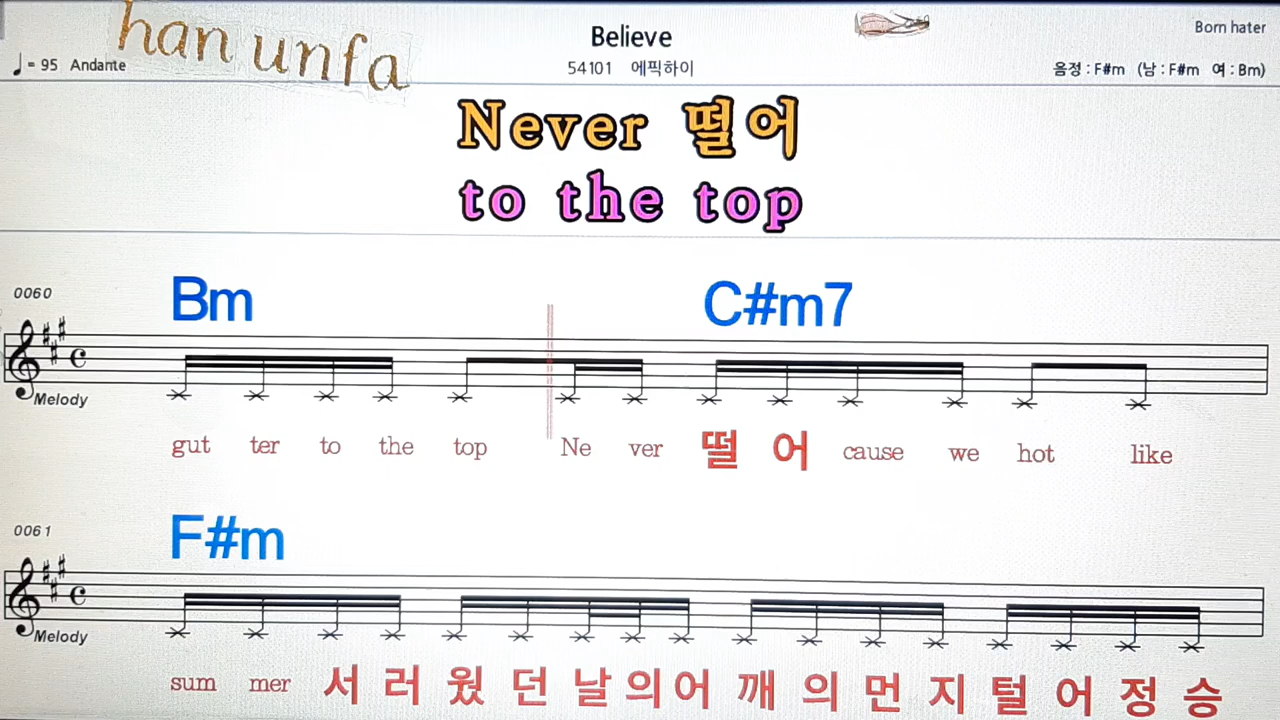 han unfa
Believe
Born hater
♩ = 95 Andante
54101 에픽하이
음정 : F#m (남 : F#m 여 : Bm)
Never 떨어
to the top
0060
Bm C#m7
Melody
gut ter to the top Ne ver 떨 어 cause we hot like
0061
F#m
Melody
sum mer 서 러 웠 던 날 의 어 깨 의 먼 지 털 어 정 승